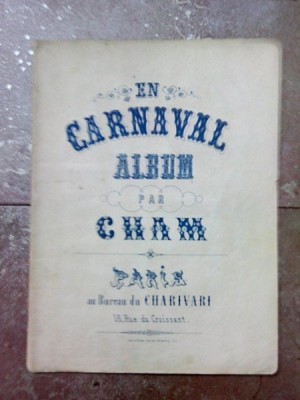 EN
CARNAVAL
ALBUM
PAR
CHAM
PARIS
au Bureau du CHARIVARI
16, Rue du Croissant.